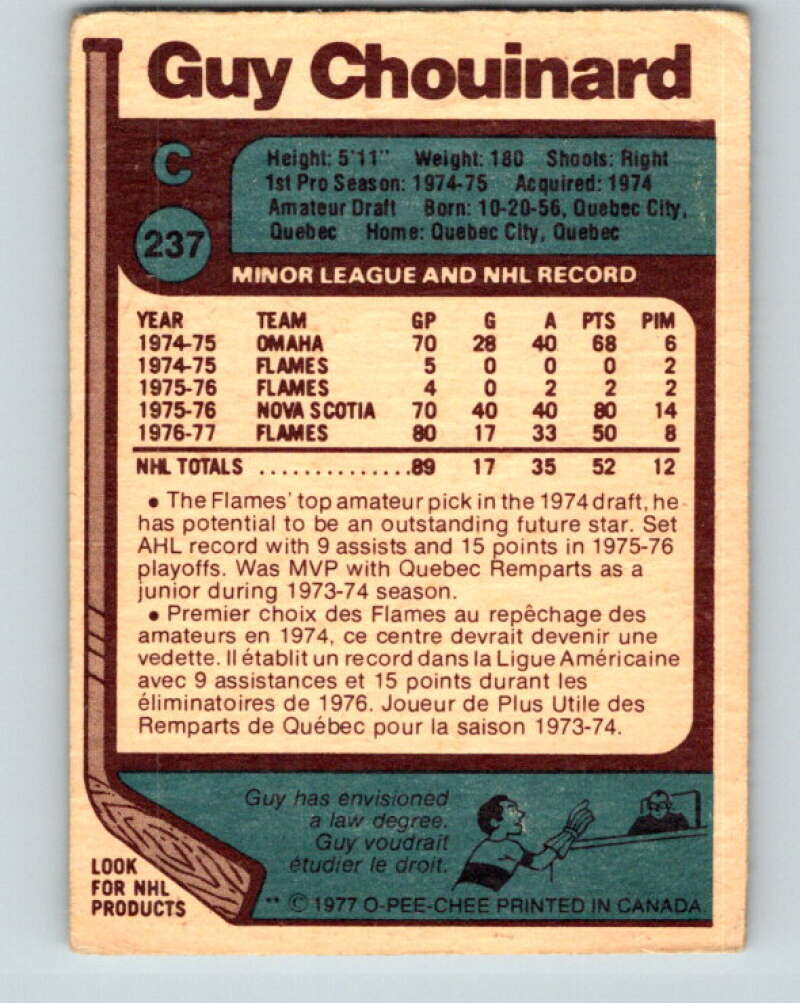 Guy Chouinard
C
237
Height: 5'11" Weight: 180 Shoots: Right
1st Pro Season: 1974-75 Acquired: 1974
Amateur Draft Born: 10-20-56, Quebec City,
Quebec Home: Quebec City, Quebec
MINOR LEAGUE AND NHL RECORD
YEAR TEAM GP G A PTS PIM
1974-75 OMAHA 70 28 40 68 6
1974-75 FLAMES 5 0 0 0 2
1975-76 FLAMES 4 0 2 2 2
1975-76 NOVA SCOTIA 70 40 40 80 14
1976-77 FLAMES 80 17 33 50 8
NHL TOTALS ..............89 17 35 52 12
• The Flames' top amateur pick in the 1974 draft, he
has potential to be an outstanding future star. Set
AHL record with 9 assists and 15 points in 1975-76
playoffs. Was MVP with Quebec Remparts as a
junior during 1973-74 season.
• Premier choix des Flames au repêchage des
amateurs en 1974, ce centre devrait devenir une
vedette. Il établit un record dans la Ligue Américaine
avec 9 assistances et 15 points durant les
éliminatoires de 1976. Joueur de Plus Utile des
Remparts de Québec pour la saison 1973-74.
Guy has envisioned
a law degree.
Guy voudrait
étudier le droit.
LOOK
FOR NHL
PRODUCTS
** © 1977 O-PEE-CHEE PRINTED IN CANADA